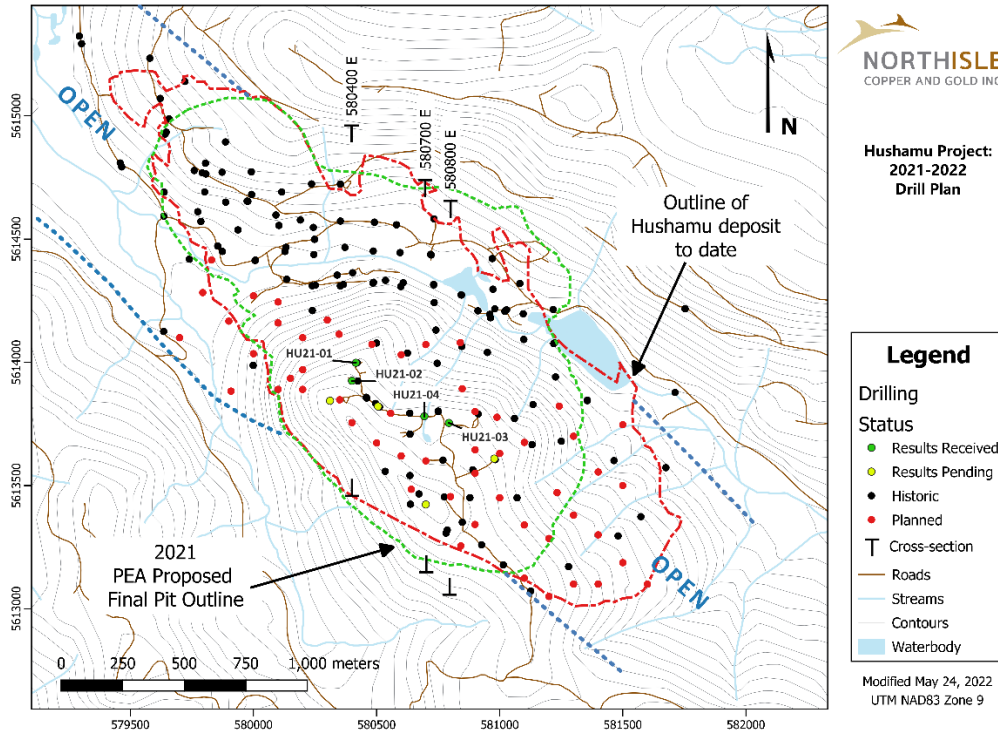 NORTHISLE
COPPER AND GOLD INC
Hushamu Project:
2021-2022
Drill Plan
N
580400 E
580700 E
580800 E
OPEN
Outline of
Hushamu deposit
to date
HU21-01
HU21-02
HU21-04
HU21-03
2021
PEA Proposed
Final Pit Outline
OPEN
0 250 500 750 1,000 meters
5615000
5614500
5614000
5613500
5613000
579500 580000 580500 581000 581500 582000
Legend
Drilling
Status
Results Received
Results Pending
Historic
Planned
Cross-section
Roads
Streams
Contours
Waterbody
Modified May 24, 2022
UTM NAD83 Zone 9